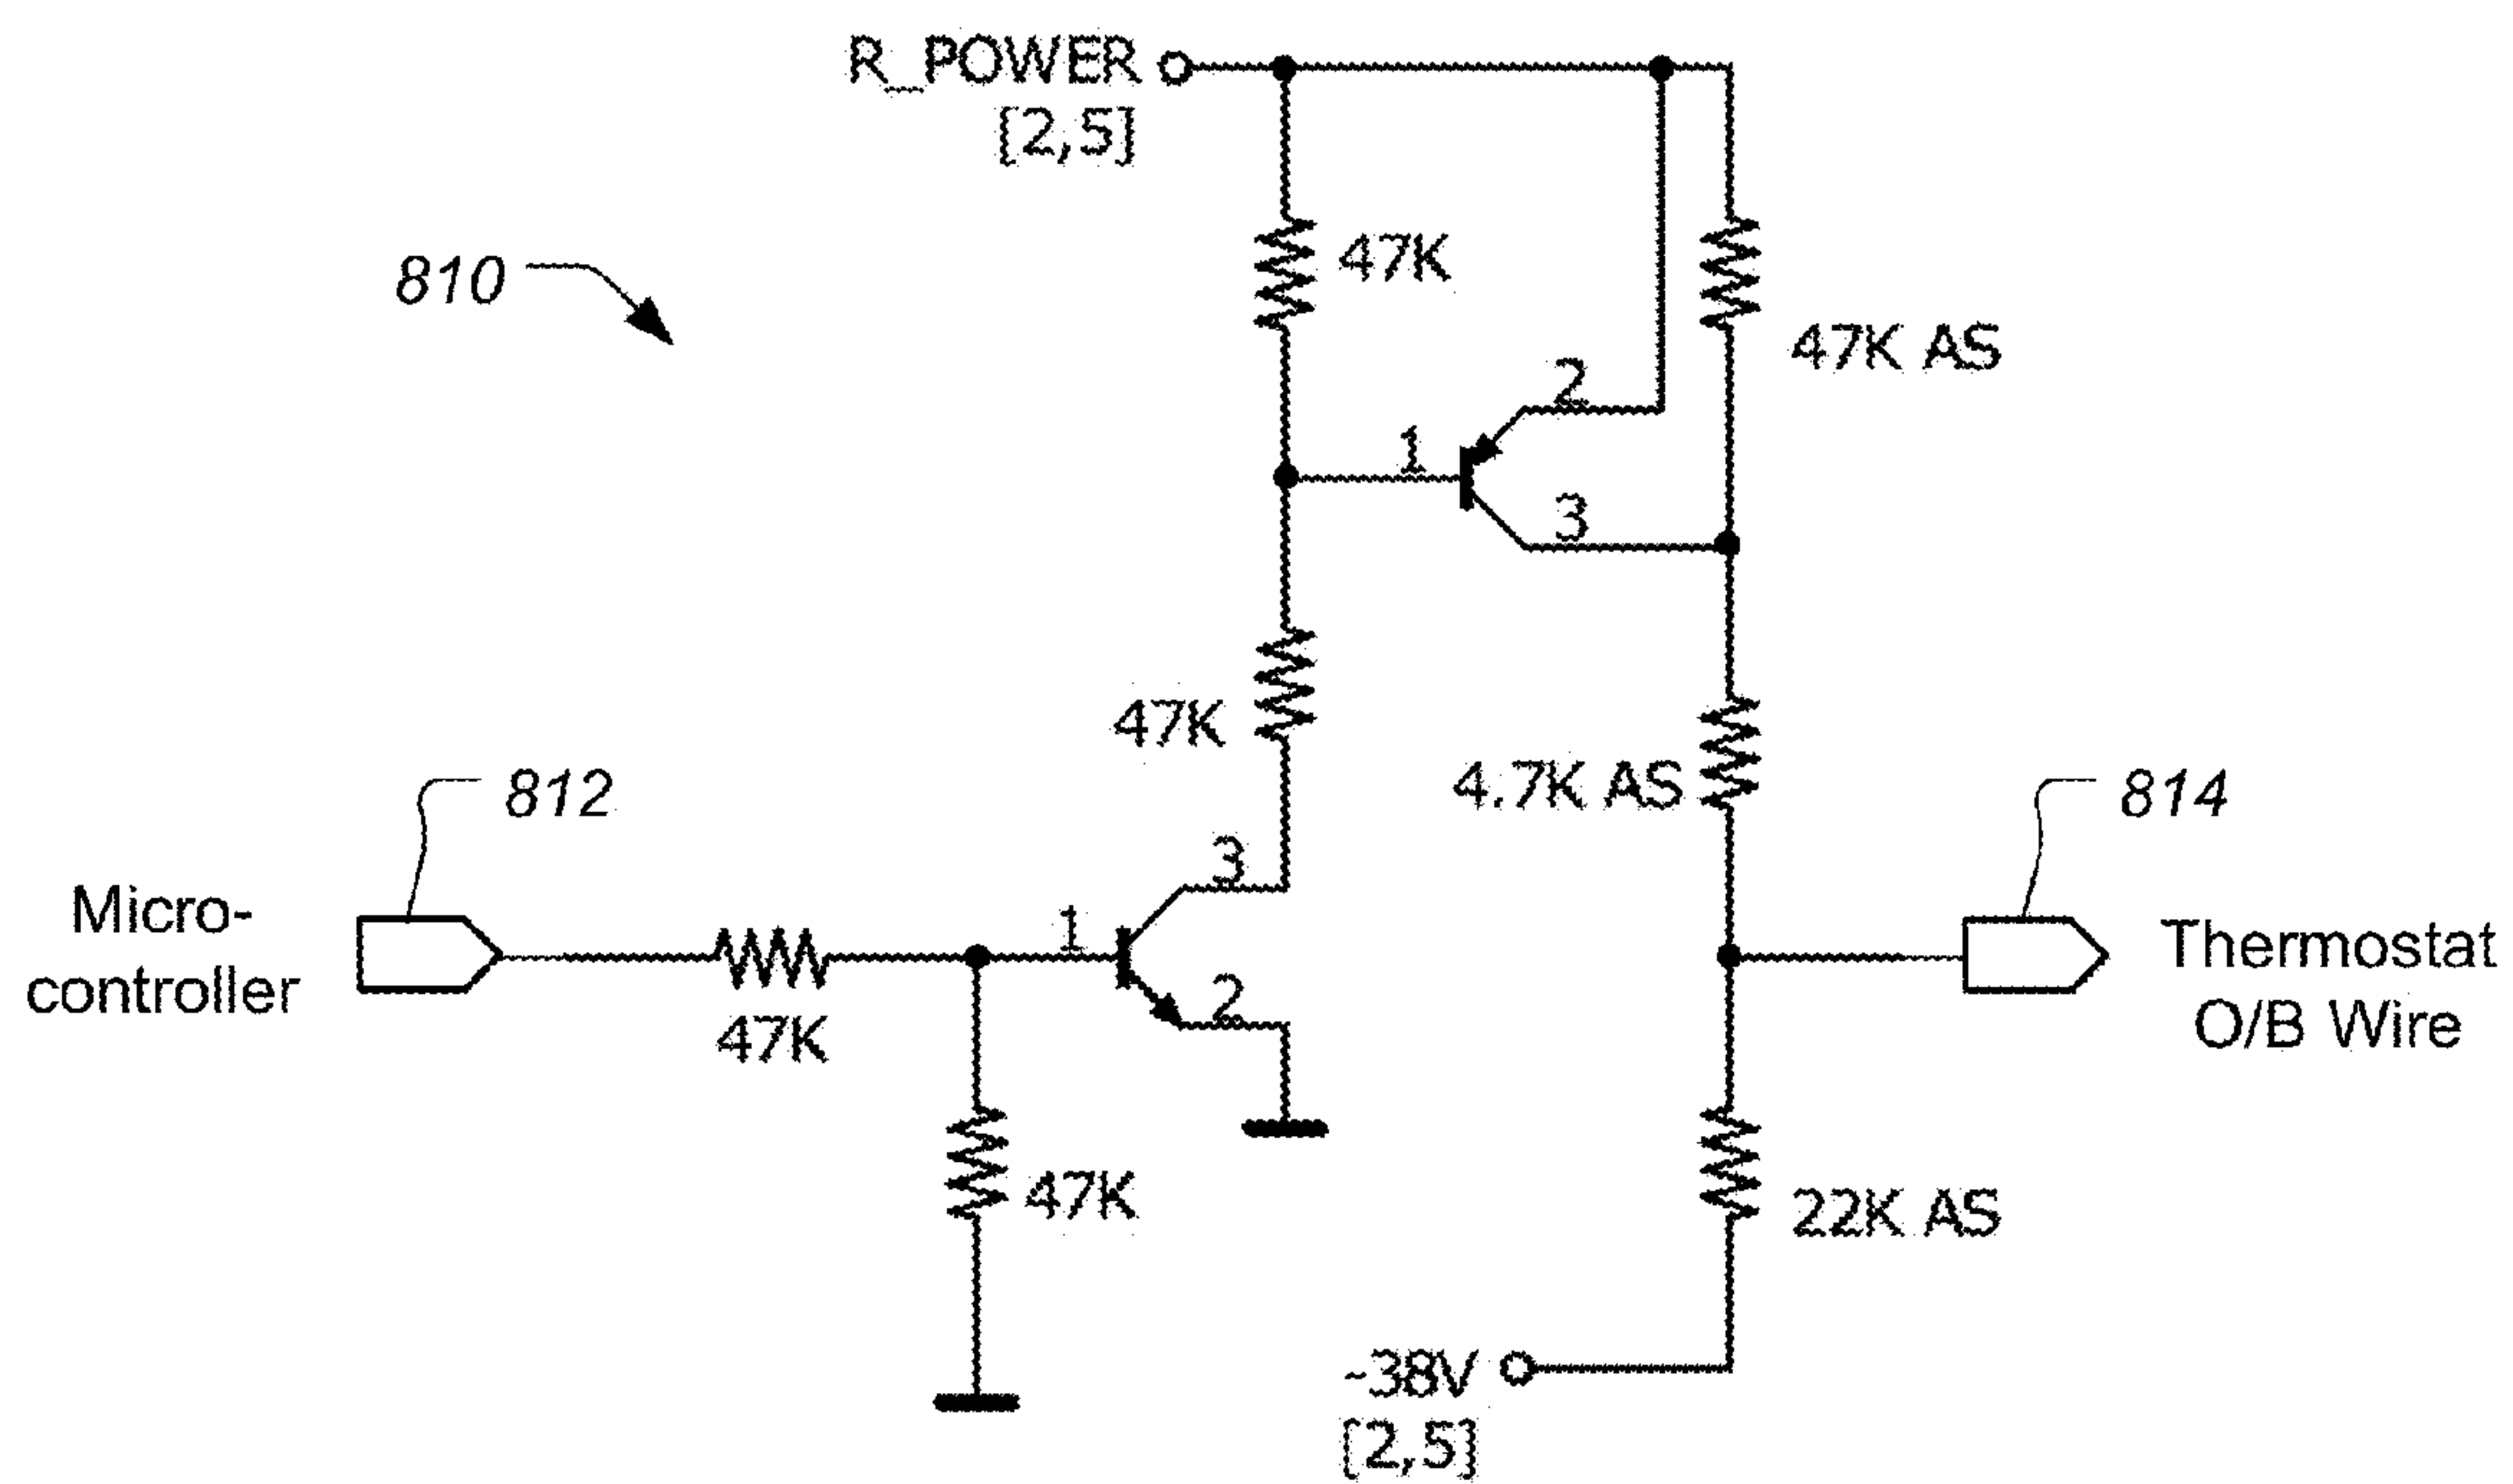 R_POWER
[2,5]
810
47K
47K AS
2
1
3
47K
4.7K AS
812
814
3
Micro-
controller
1
2
Thermostat
O/B Wire
47K
47K
22K AS
-38V
[2,5]